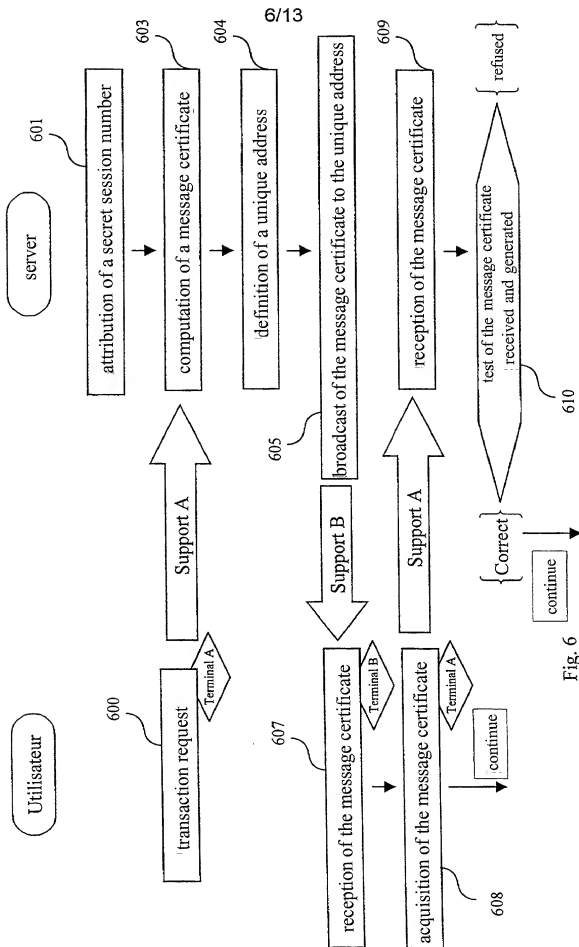 6/13
Utilisateur
server
601
attribution of a secret session number
600
transaction request
Terminal A
Support A
603
computation of a message certificate
604
definition of a unique address
605
broadcast of the message certificate to the unique address
Support B
607
reception of the message certificate
Terminal B
608
acquisition of the message certificate
Terminal A
Support A
609
reception of the message certificate
610
test of the message certificate
received and generated
refused
Correct
continue
continue
Fig. 6